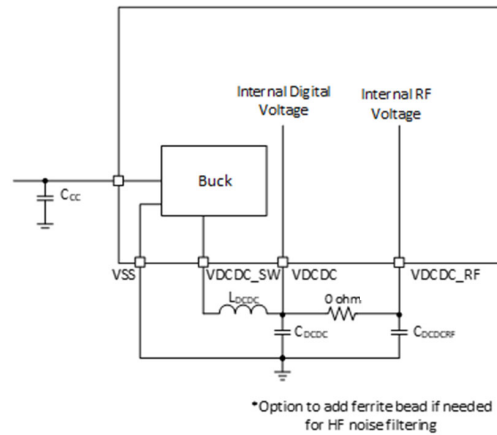 Internal Digital
Voltage
Internal RF
Voltage
Buck
CCC
VSS
VDCDC_SW
VDCDC
VDCDC_RF
LDCDC
0 ohm
CDCDC
CDCDCRF
*Option to add ferrite bead if needed
for HF noise filtering